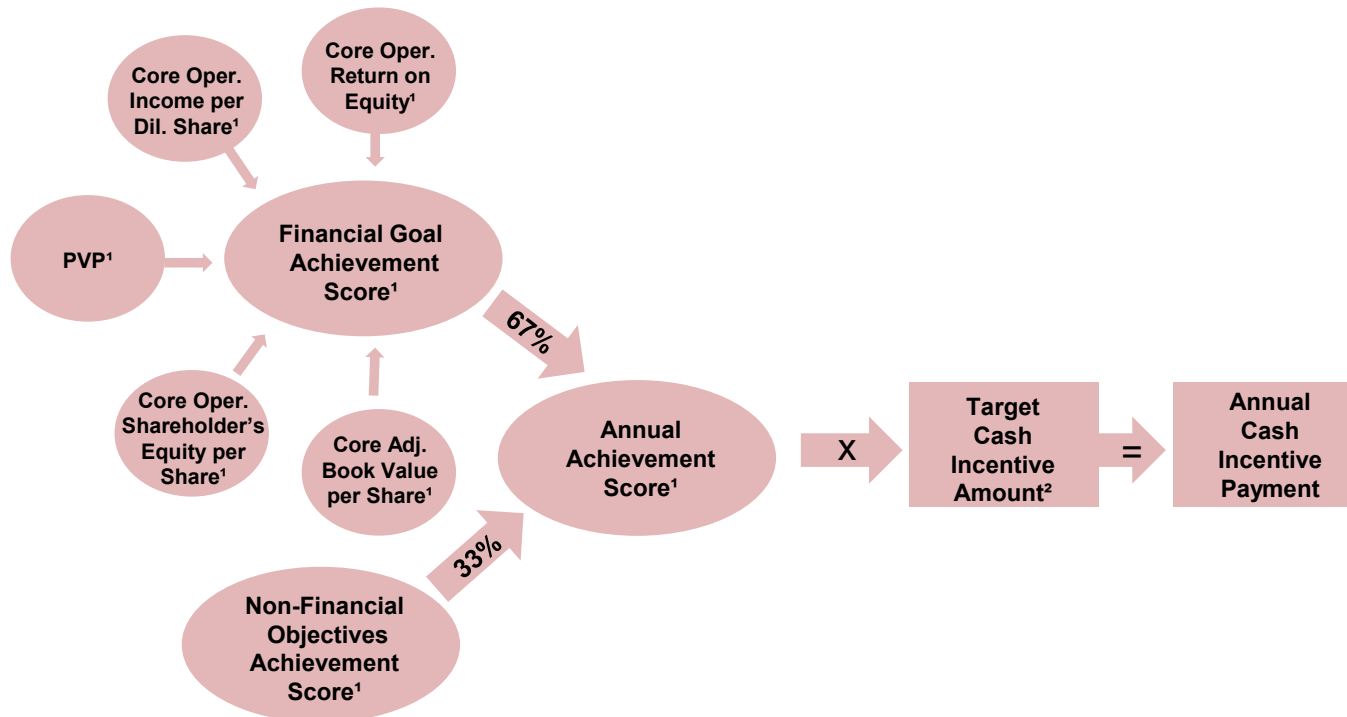 Core Oper.
Income per
Dil. Share¹
Core Oper.
Return on
Equity¹
PVP¹
Financial Goal
Achievement
Score¹
Core Oper.
Shareholder’s
Equity per
Share¹
Core Adj.
Book Value
per Share¹
67%
33%
Non-Financial
Objectives
Achievement
Score¹
Annual
Achievement
Score¹
X
Target
Cash
Incentive
Amount²
=
Annual
Cash
Incentive
Payment